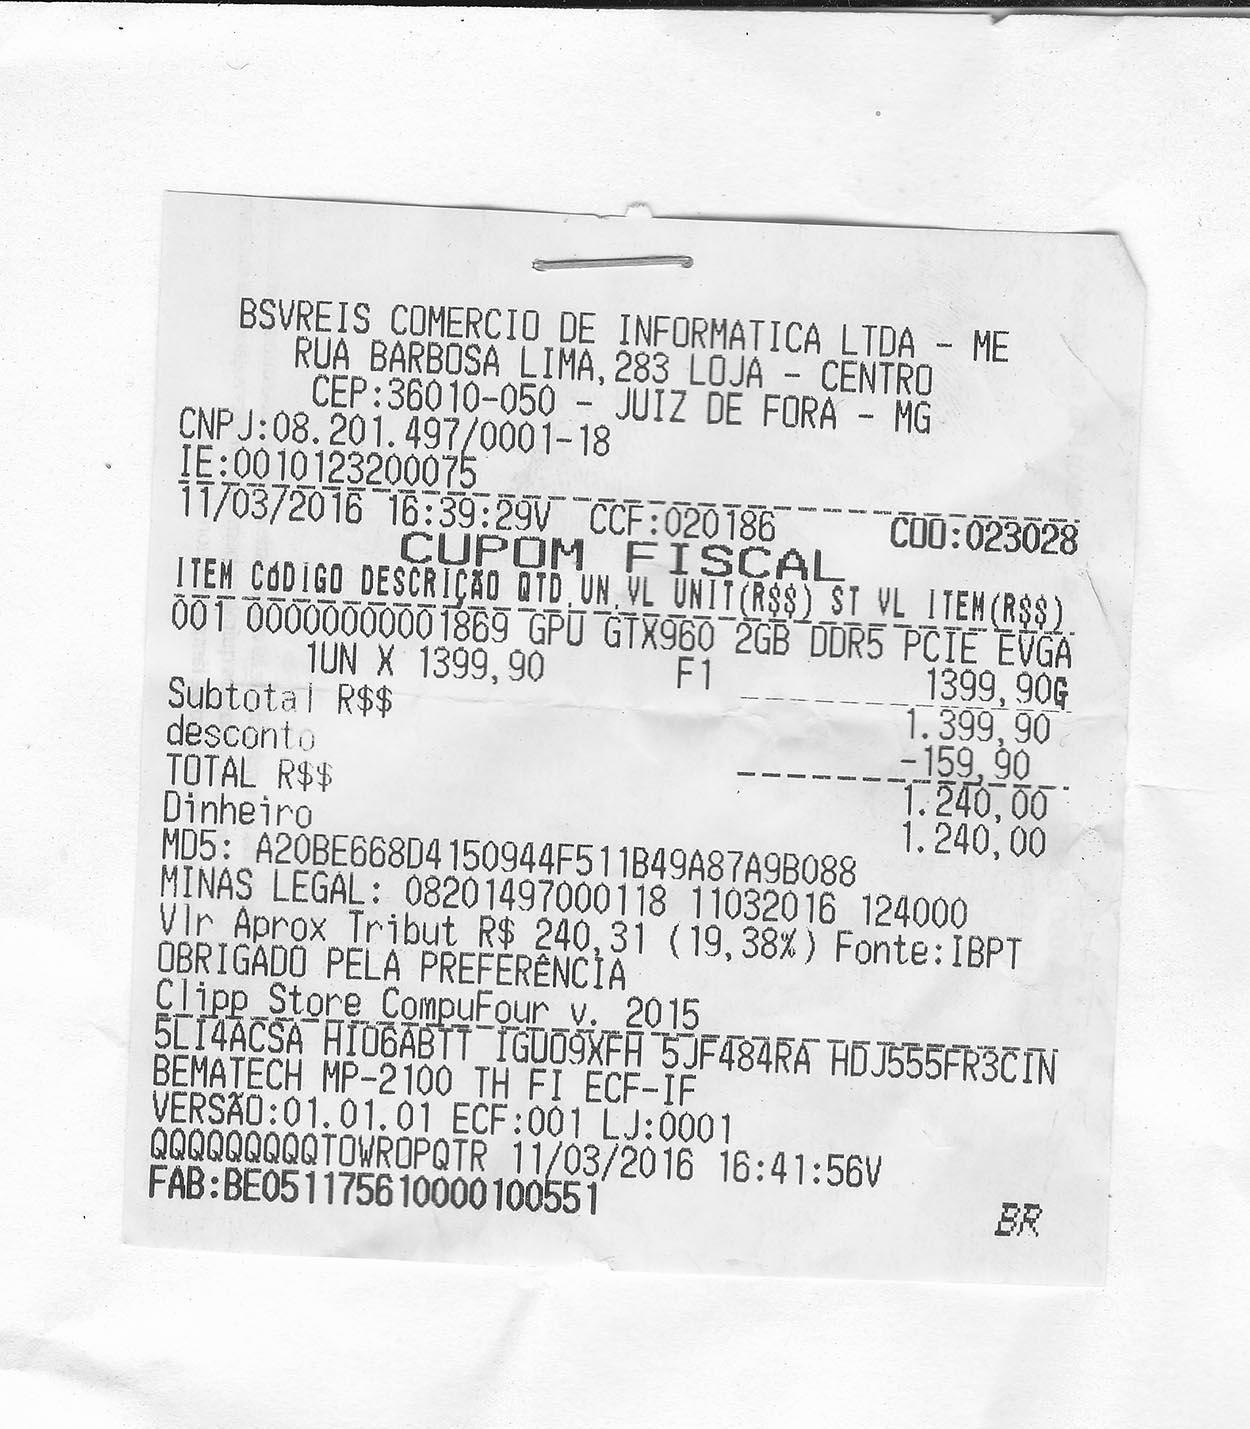 BSVREIS COMERCIO DE INFORMATICA LTDA - ME
RUA BARBOSA LIMA,283 LOJA - CENTRO
CEP:36010-050 - JUIZ DE FORA - MG
CNPJ:08.201.497/0001-18
IE:0010123200075
11/03/2016 16:39:29V CCF:020186 COO:023028
CUPOM FISCAL
ITEM CÓDIGO DESCRIÇÃO QTD.UN.VL UNIT(R$$) ST VL ITEM(R$$)
001 0000000001869 GPU GTX960 2GB DDR5 PCIE EVGA
1UN X 1399,90 F1 1399,90G
Subtotal R$$ 1.399,90
desconto -159,90
TOTAL R$$ 1.240,00
Dinheiro 1.240,00
MD5: A20BE668D4150944F511B49A87A9B088
MINAS LEGAL: 08201497000118 11032016 124000
Vlr Aprox Tribut R$ 240,31 (19,38%) Fonte:IBPT
OBRIGADO PELA PREFERÊNCIA
Clipp Store CompuFour v. 2015
5LI4ACSA HI06ABTT IGU09XFH 5JF484RA HDJ555FR3CIN
BEMATECH MP-2100 TH FI ECF-IF
VERSÃO:01.01.01 ECF:001 LJ:0001
QQQQQQQQQTOWROPQTR 11/03/2016 16:41:56V
FAB:BE051175610000100551
BR